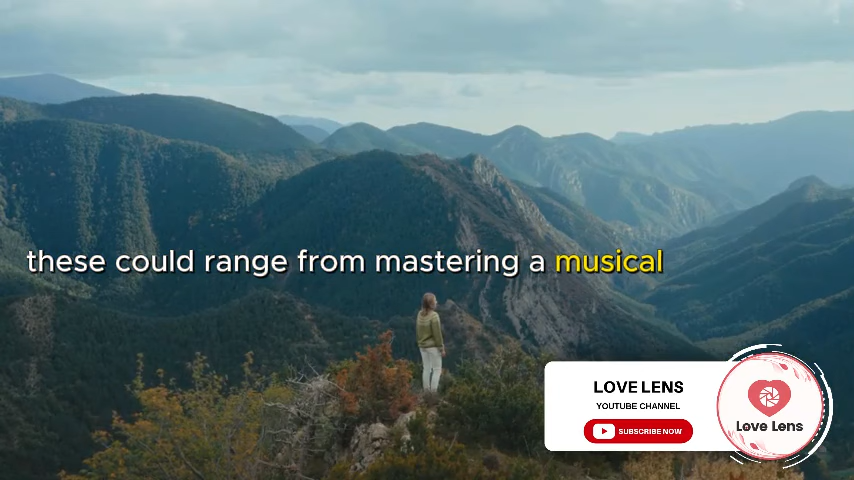 these could range from mastering a musical
LOVE LENS
YOUTUBE CHANNEL
SUBSCRIBE NOW
Love Lens